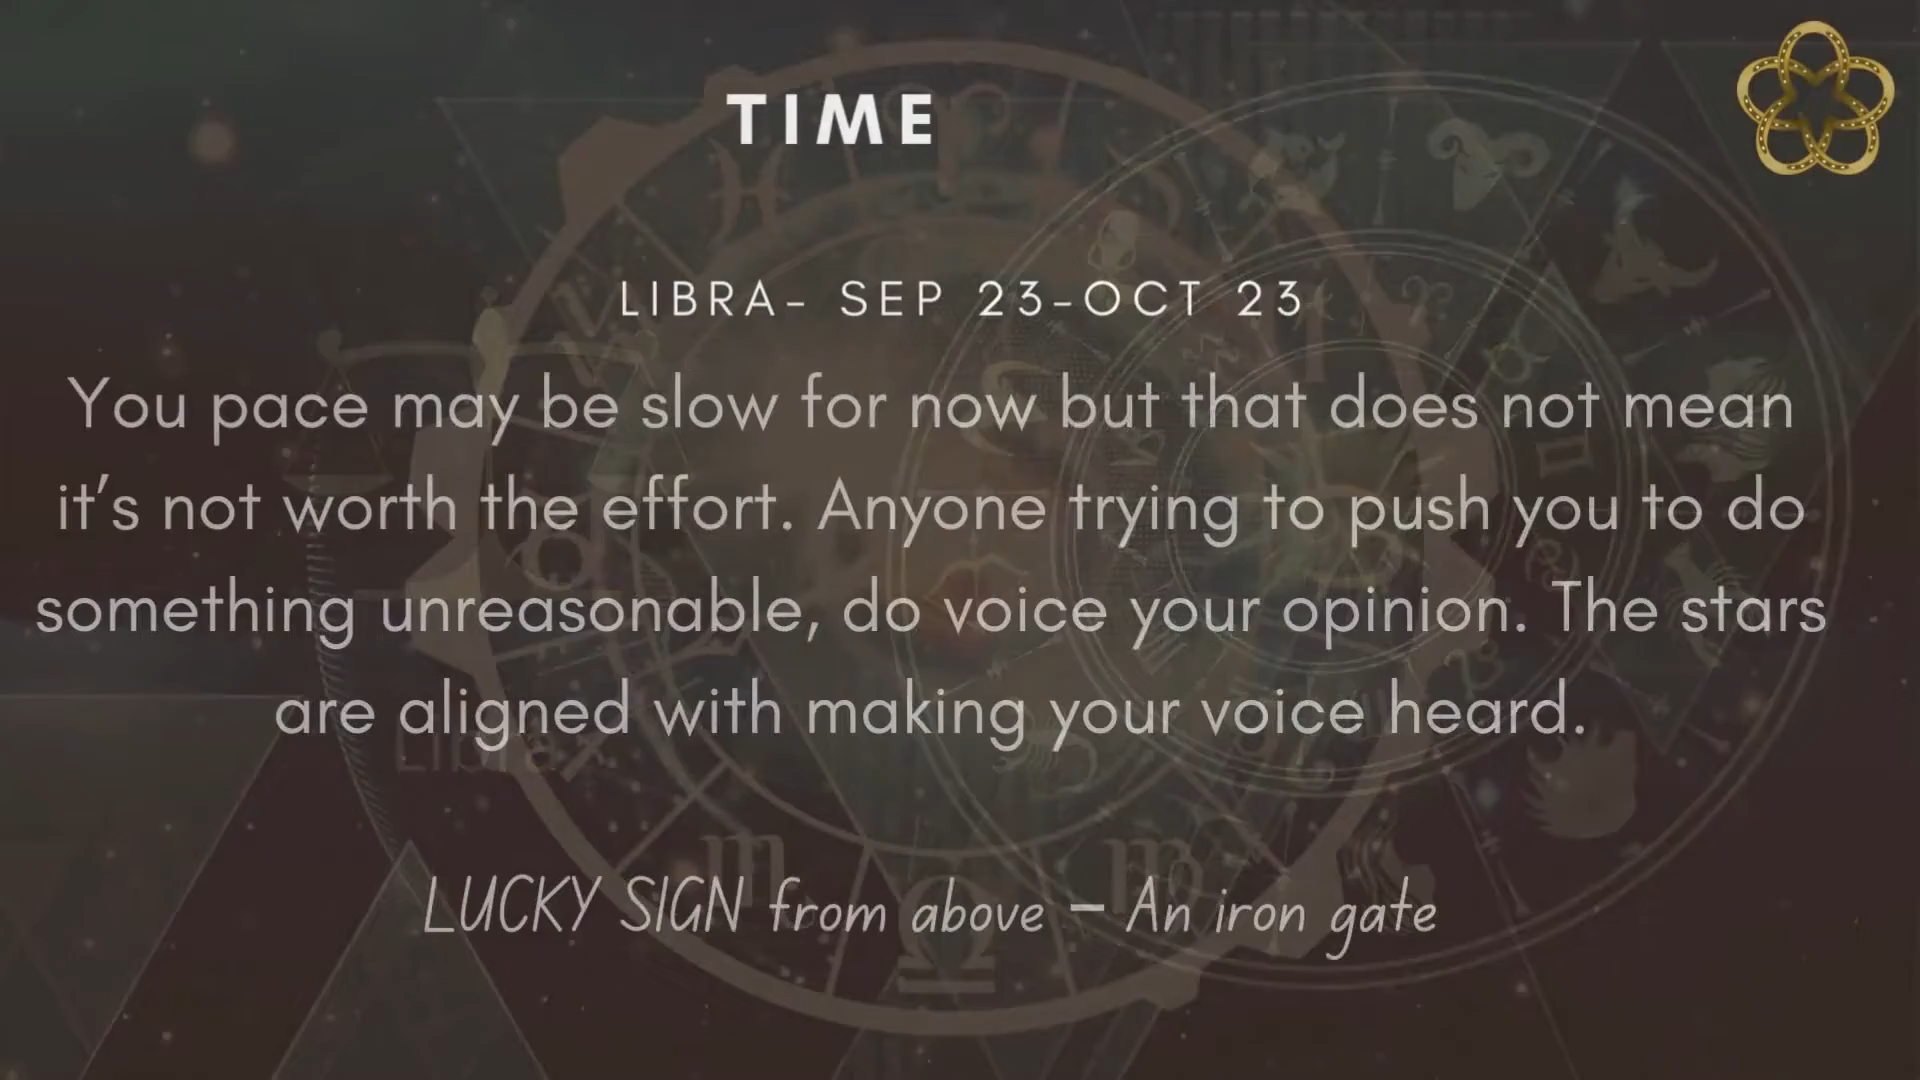 TIME
LIBRA- SEP 23-OCT 23
You pace may be slow for now but that does not mean
it's not worth the effort. Anyone trying to push you to do
something unreasonable, do voice your opinion. The stars
are aligned with making your voice heard.
Libra
LUCKY SIGN from above – An iron gate